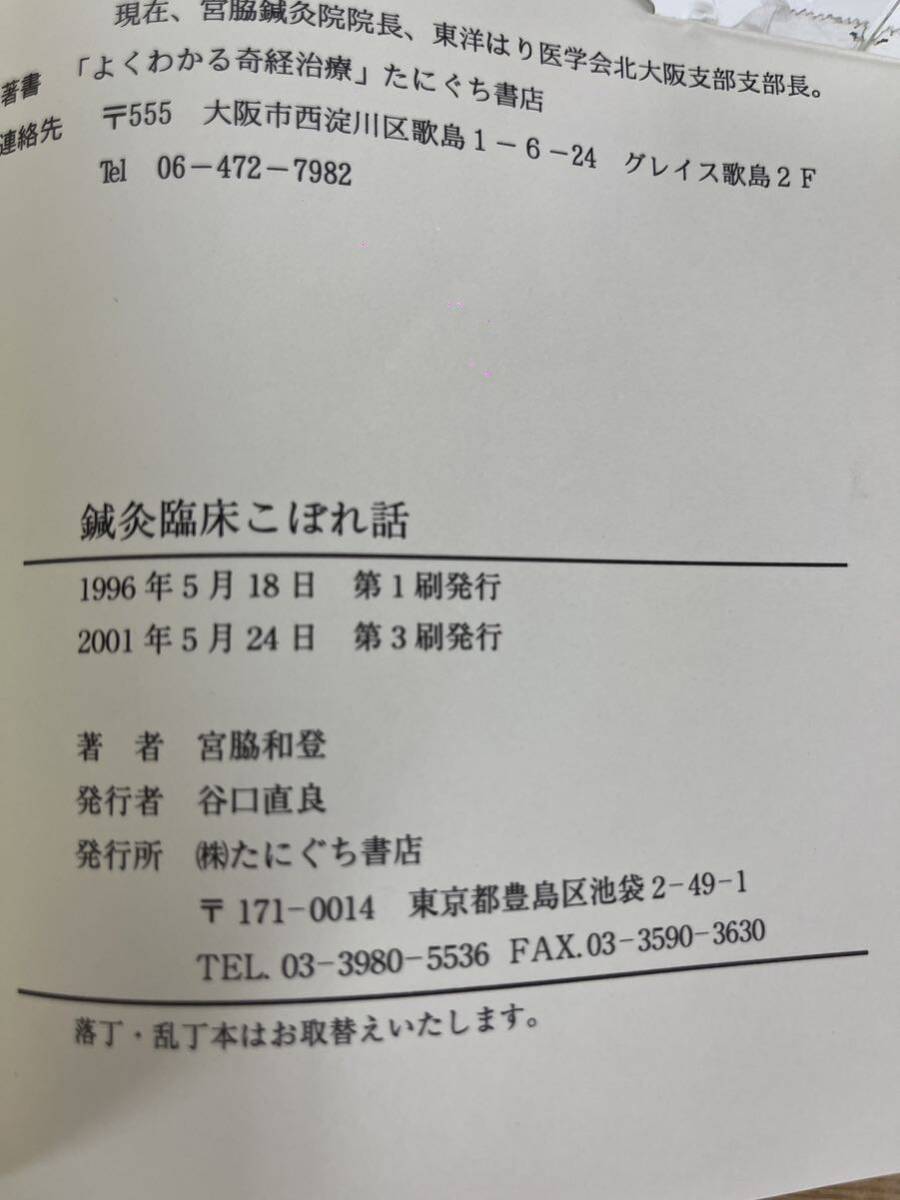 現在、宮脇鍼灸院院長、東洋はり医学会北大阪支部支部長。
著書 「よくわかる奇経治療」たにぐち書店
連絡先 〒555 大阪市西淀川区歌島1-6-24 グレイス歌島2F
Tel 06-472-7982
鍼灸臨床こぼれ話
1996年5月18日 第1刷発行
2001年5月24日 第3刷発行
著 者 宮脇和登
発行者 谷口直良
発行所 ㈱たにぐち書店
〒171-0014 東京都豊島区池袋2-49-1
TEL. 03-3980-5536 FAX.03-3590-3630
落丁・乱丁本はお取替えいたします。